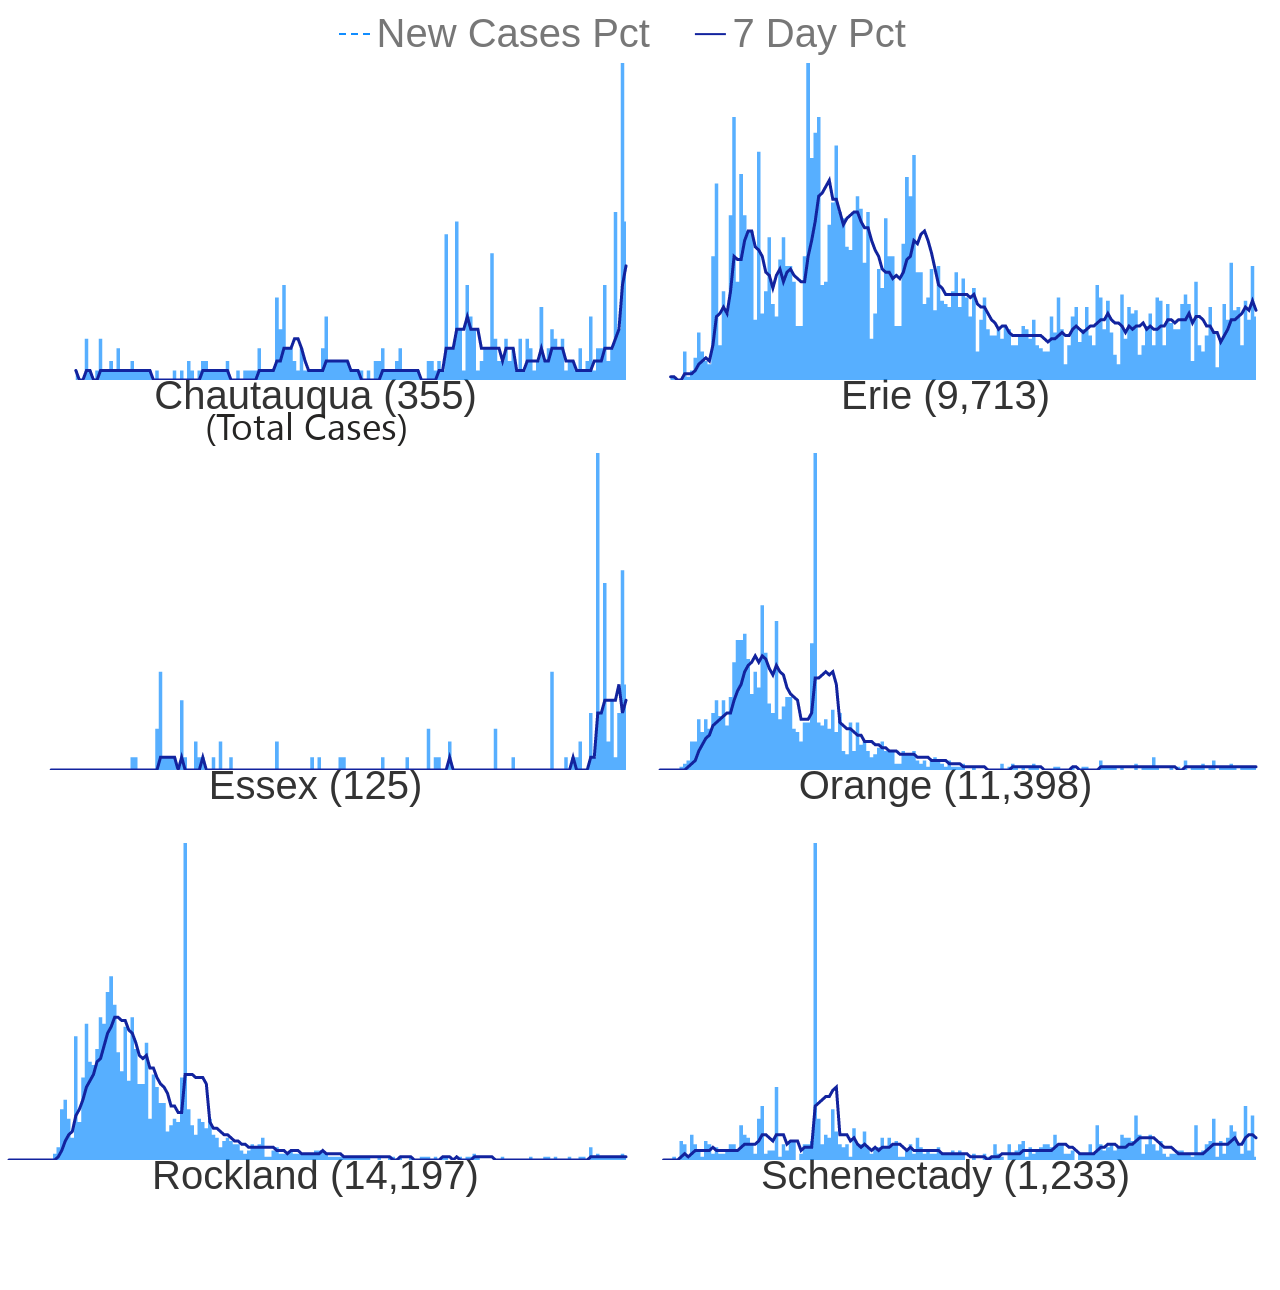 New Cases Pct 7 Day Pct
Chautauqua (355) Erie (9,713)
(Total Cases)
Essex (125) Orange (11,398)
Rockland (14,197) Schenectady (1,233)